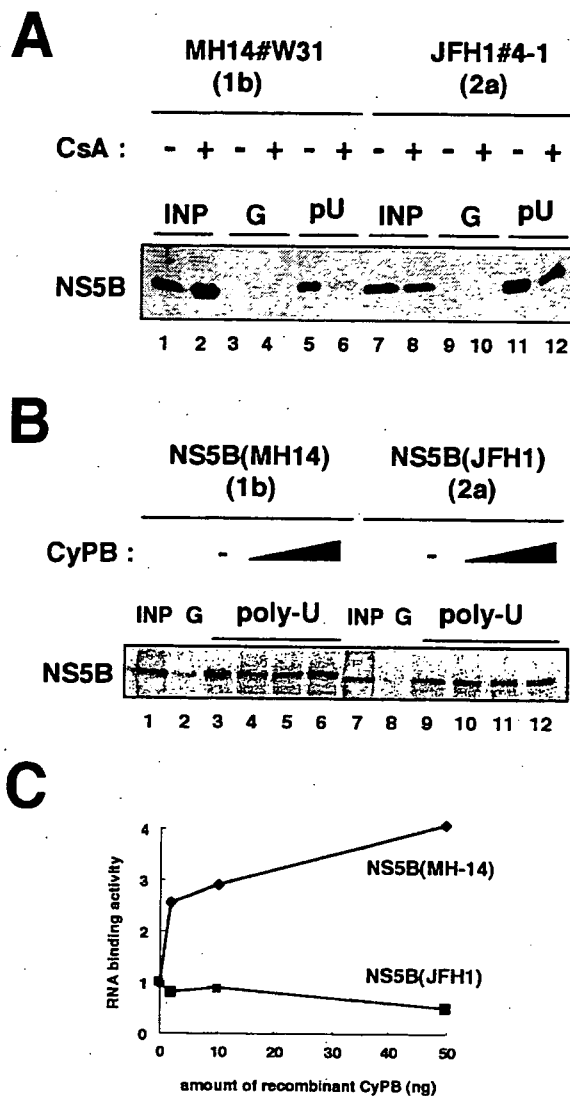 A
MH14#W31 JFH1#4-1
(1b) (2a)
CsA : - + - + - + - + - + - +
INP G pU INP G pU
NS5B
1 2 3 4 5 6 7 8 9 10 11 12
B
NS5B(MH14) NS5B(JFH1)
(1b) (2a)
CyPB : - -
INP G poly-U INP G poly-U
NS5B
1 2 3 4 5 6 7 8 9 10 11 12
C
4
3
2
1
0
RNA binding activity
NS5B(MH-14)
NS5B(JFH1)
0 10 20 30 40 50
amount of recombinant CyPB (ng)